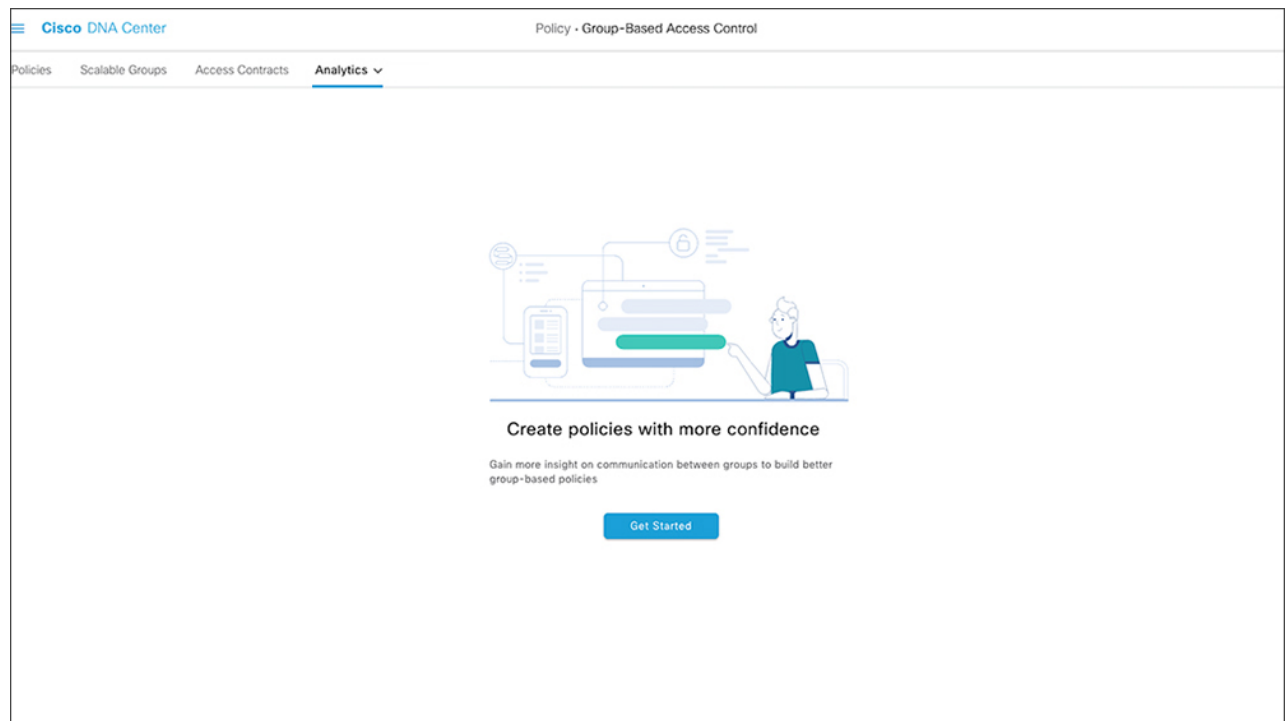 Cisco DNA Center
Policy • Group-Based Access Control
Policies Scalable Groups Access Contracts Analytics
Create policies with more confidence
Gain more insight on communication between groups to build better
group-based policies
Get Started